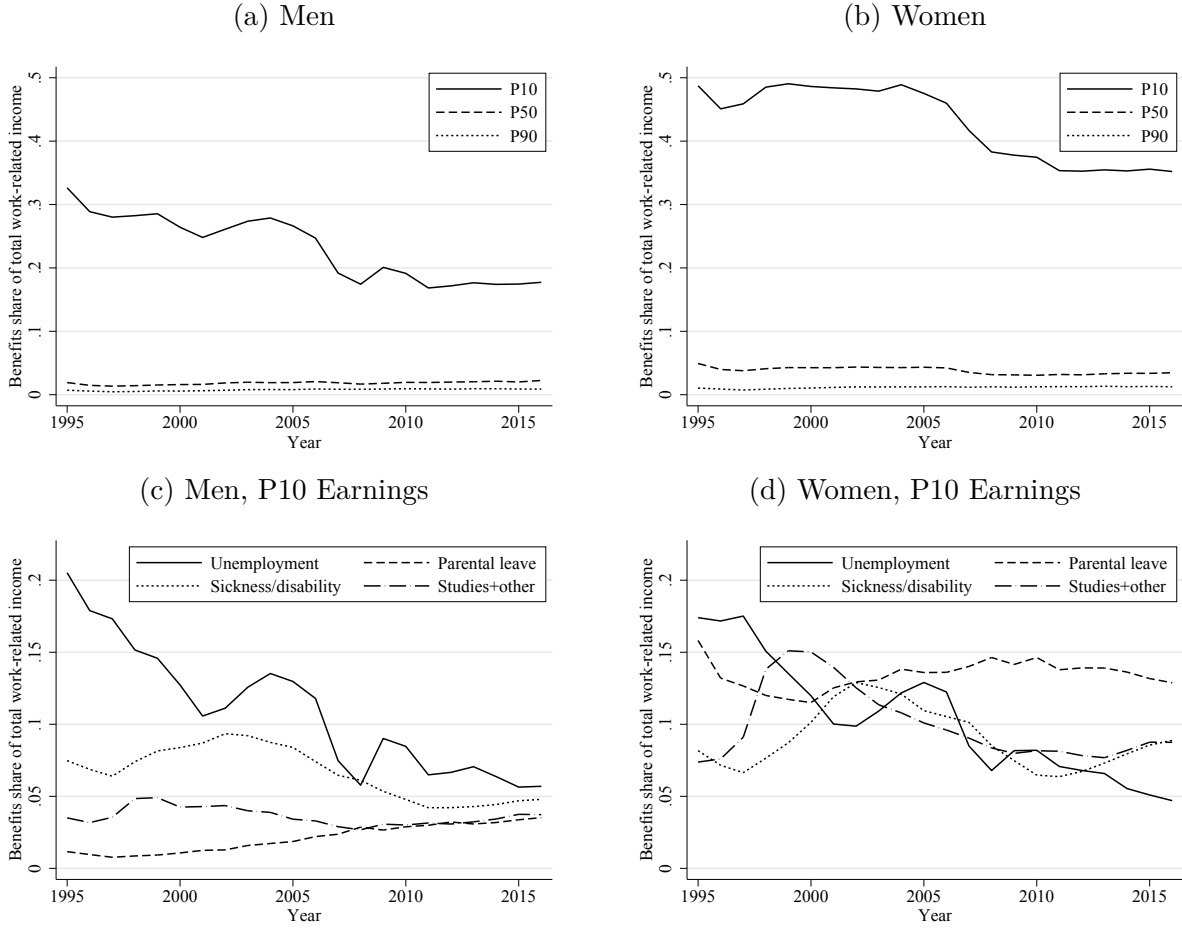 (a) Men
Benefits share of total work-related income
0 .1 .2 .3 .4 .5
P10
P50
P90
1995 2000 2005 2010 2015
Year
(b) Women
Benefits share of total work-related income
0 .1 .2 .3 .4 .5
P10
P50
P90
1995 2000 2005 2010 2015
Year
(c) Men, P10 Earnings
Benefits share of total work-related income
0 .05 .1 .15 .2
Unemployment Parental leave
Sickness/disability Studies+other
1995 2000 2005 2010 2015
Year
(d) Women, P10 Earnings
Benefits share of total work-related income
0 .05 .1 .15 .2
Unemployment Parental leave
Sickness/disability Studies+other
1995 2000 2005 2010 2015
Year